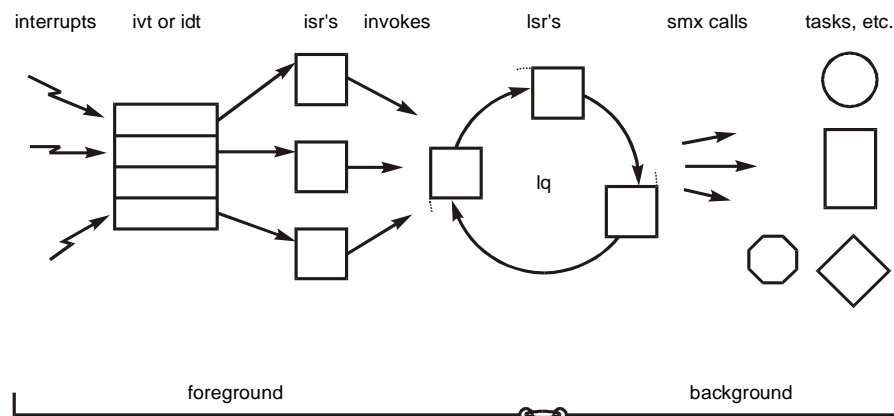 interrupts ivt or idt isr's invokes lsr's smx calls tasks, etc.
lq
foreground background